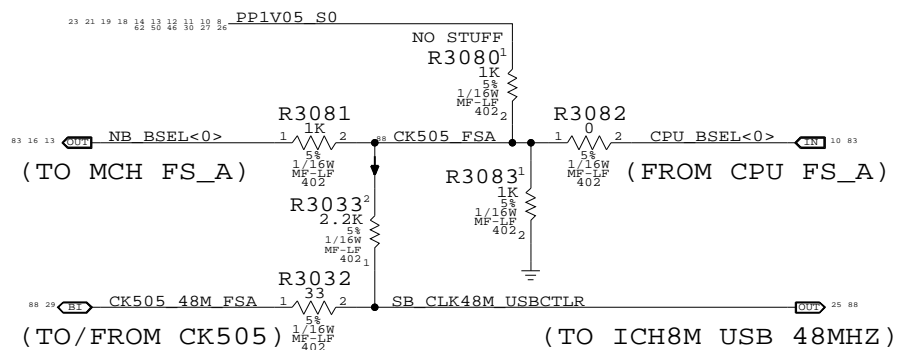 23 21 19 18 14 13 12 11 10 8 PP1V05_S0
62 50 46 30 27 26
NO STUFF
R3080
1
1K
5%
1/16W
MF-LF
402
2
R3081
1K
1 2
5%
1/16W
MF-LF
402
R3082
0
1 2
5%
1/16W
MF-LF
402
83 16 13 OUT NB_BSEL<0>
88 CK505_FSA
CPU_BSEL<0> IN 10 83
(TO MCH FS_A)
(FROM CPU FS_A)
R3083
1
1K
5%
1/16W
MF-LF
402
2
R3033
2
2.2K
5%
1/16W
MF-LF
402
1
R3032
33
1 2
5%
1/16W
MF-LF
402
88 29 BI CK505_48M_FSA
SB_CLK48M_USBCTLR OUT 25 88
(TO/FROM CK505)
(TO ICH8M USB 48MHZ)